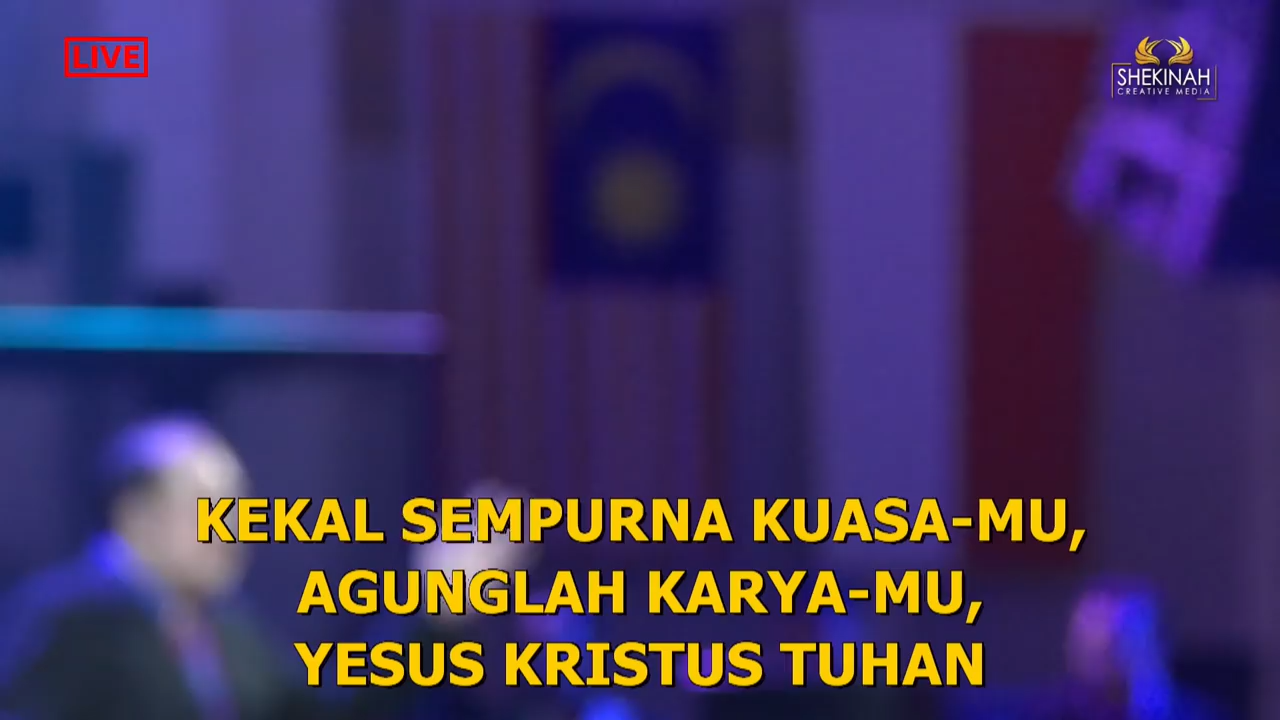 LIVE
SHEKINAH
CREATIVE MEDIA
KEKAL SEMPURNA KUASA-MU,
AGUNGLAH KARYA-MU,
YESUS KRISTUS TUHAN